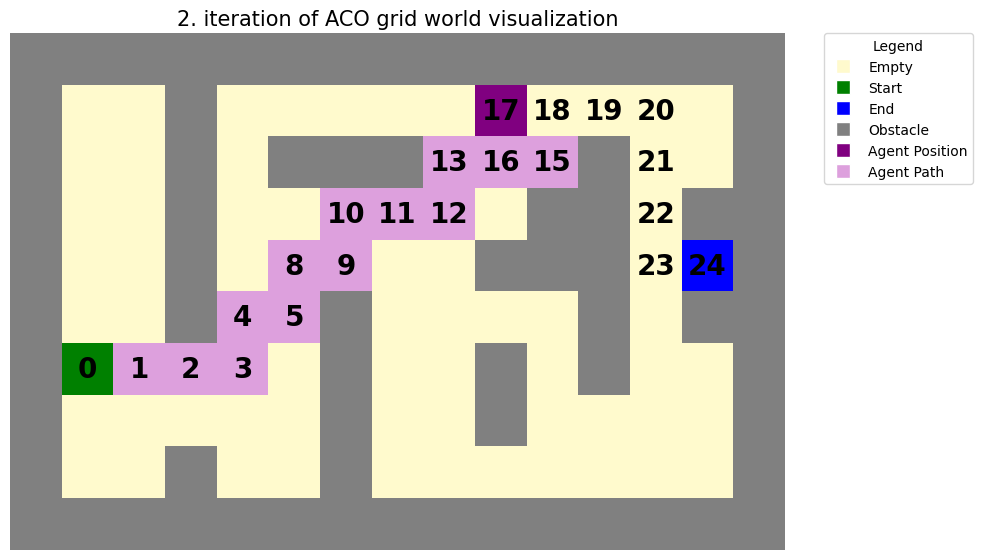 2. iteration of ACO grid world visualization
17 18 19 20
13 16 15 21
10 11 12 22
8 9 23 24
4 5
0 1 2 3
Legend
Empty
Start
End
Obstacle
Agent Position
Agent Path